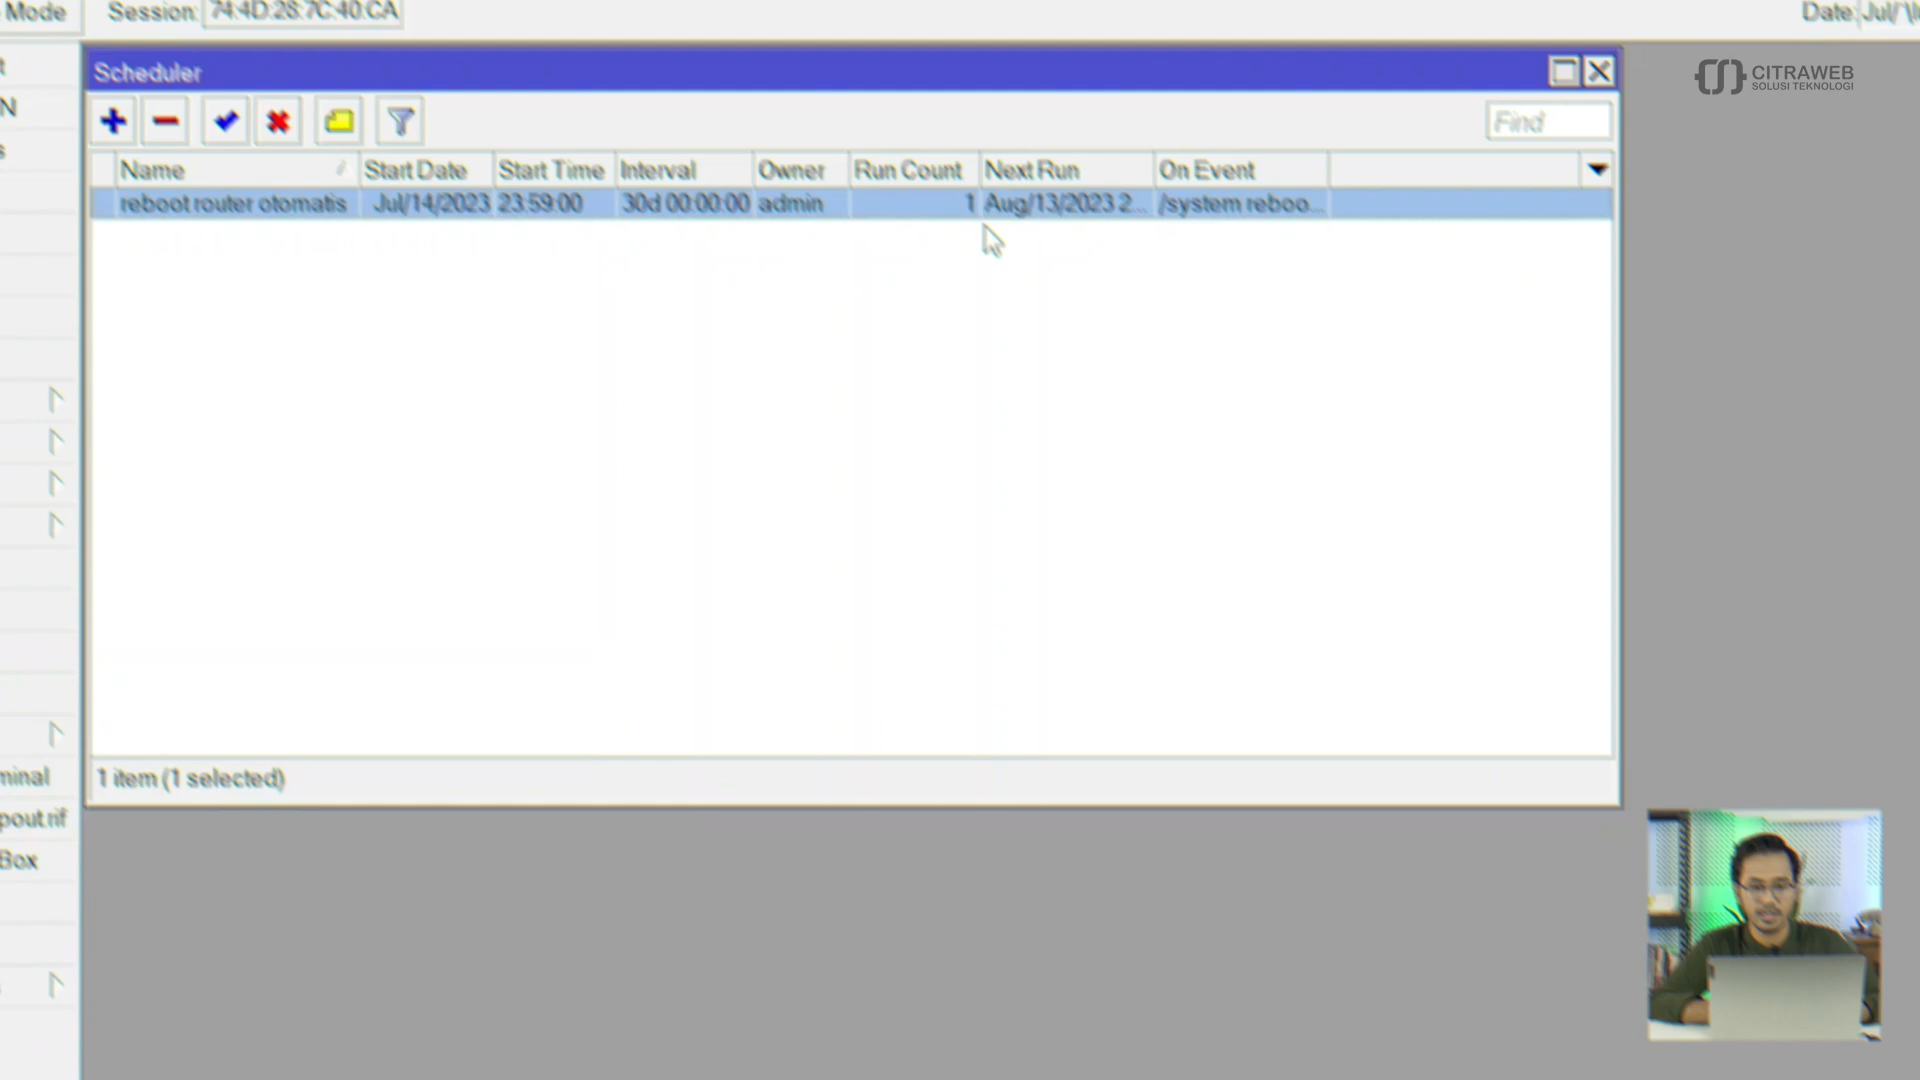 Mode Session: 74:4D:28:7C:40:CA Date:
CITRAWEB
SOLUSI TEKNOLOGI
Scheduler
Find
Name Start Date Start Time Interval Owner Run Count Next Run On Event
reboot router otomatis Jul/14/2023 23:59:00 30d 00:00:00 admin 1 Aug/13/2023 2... /system reboo...
1 item (1 selected)
minal
pout.rif
Box